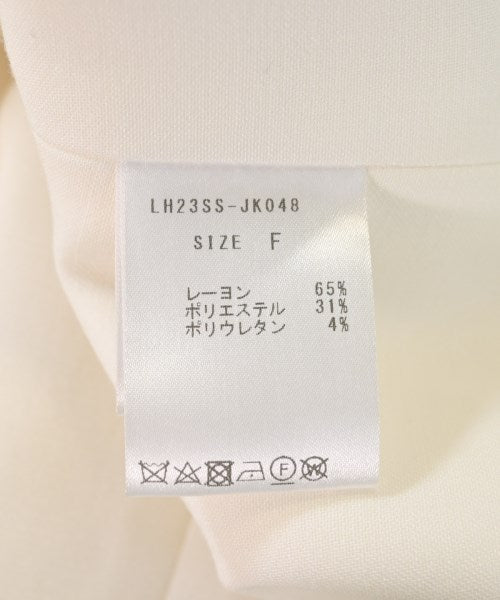 LH23SS-JK048
SIZE F
レーヨン 65%
ポリエステル 31%
ポリウレタン 4%
F W